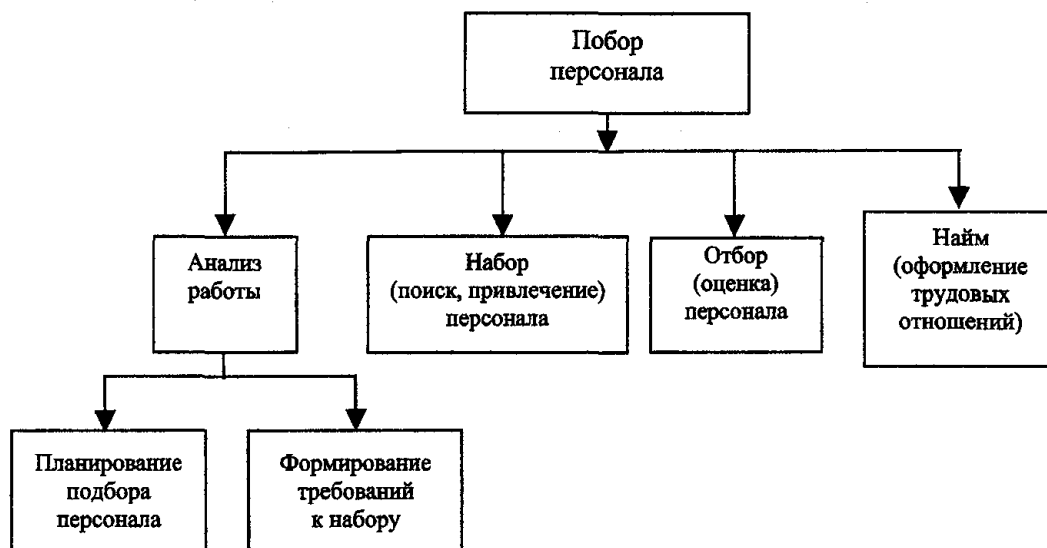 Побор
персонала
Анализ
работы
Набор
(поиск, привлечение)
персонала
Отбор
(оценка)
персонала
Найм
(оформление
трудовых
отношений)
Планирование
подбора
персонала
Формирование
требований
к набору